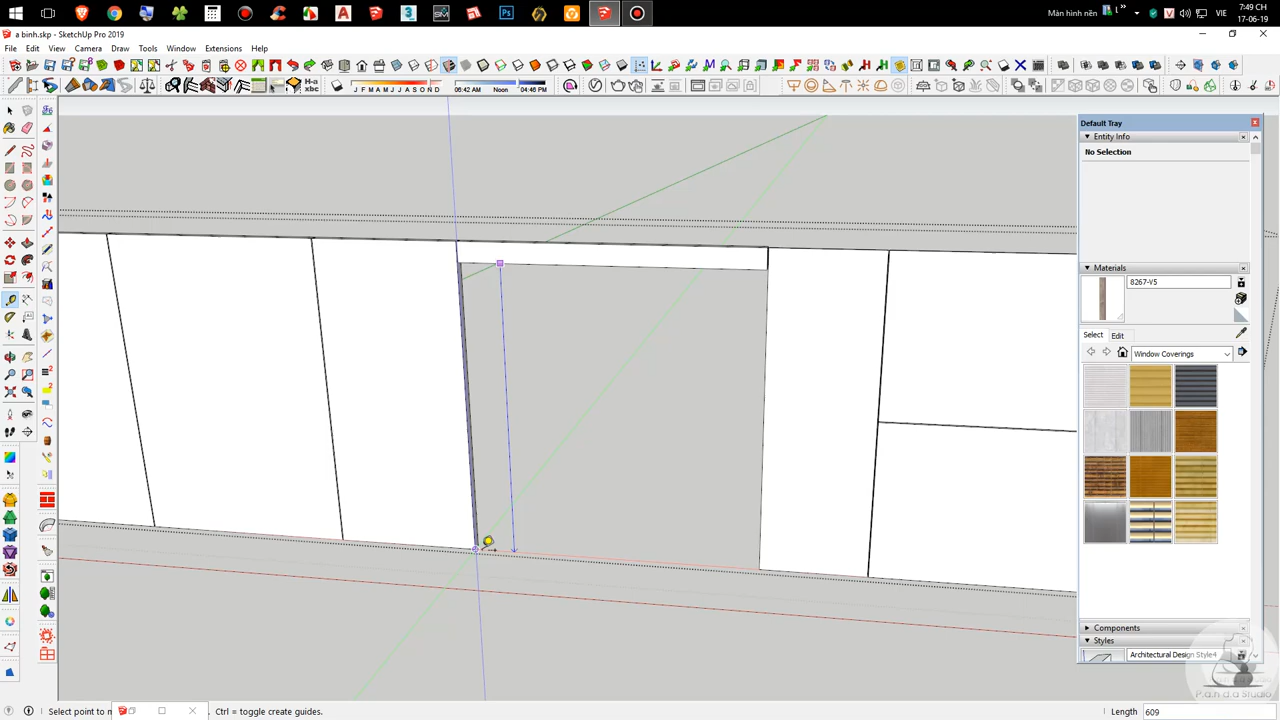 Màn hình nền
VIE
7:49 CH
17-06-19
a binh.skp - SketchUp Pro 2019
File Edit View Camera Draw Tools Window Extensions Help
J F M A M J J A S O N D
06:42 AM Noon 04:46 PM
H-a
xbc
Default Tray
Entity Info
No Selection
Materials
8267-V5
Select Edit
Window Coverings
Components
Styles
Architectural Design Style4
P.a.n.d.a Studio
Select point to m
, Ctrl = toggle create guides.
Length 609